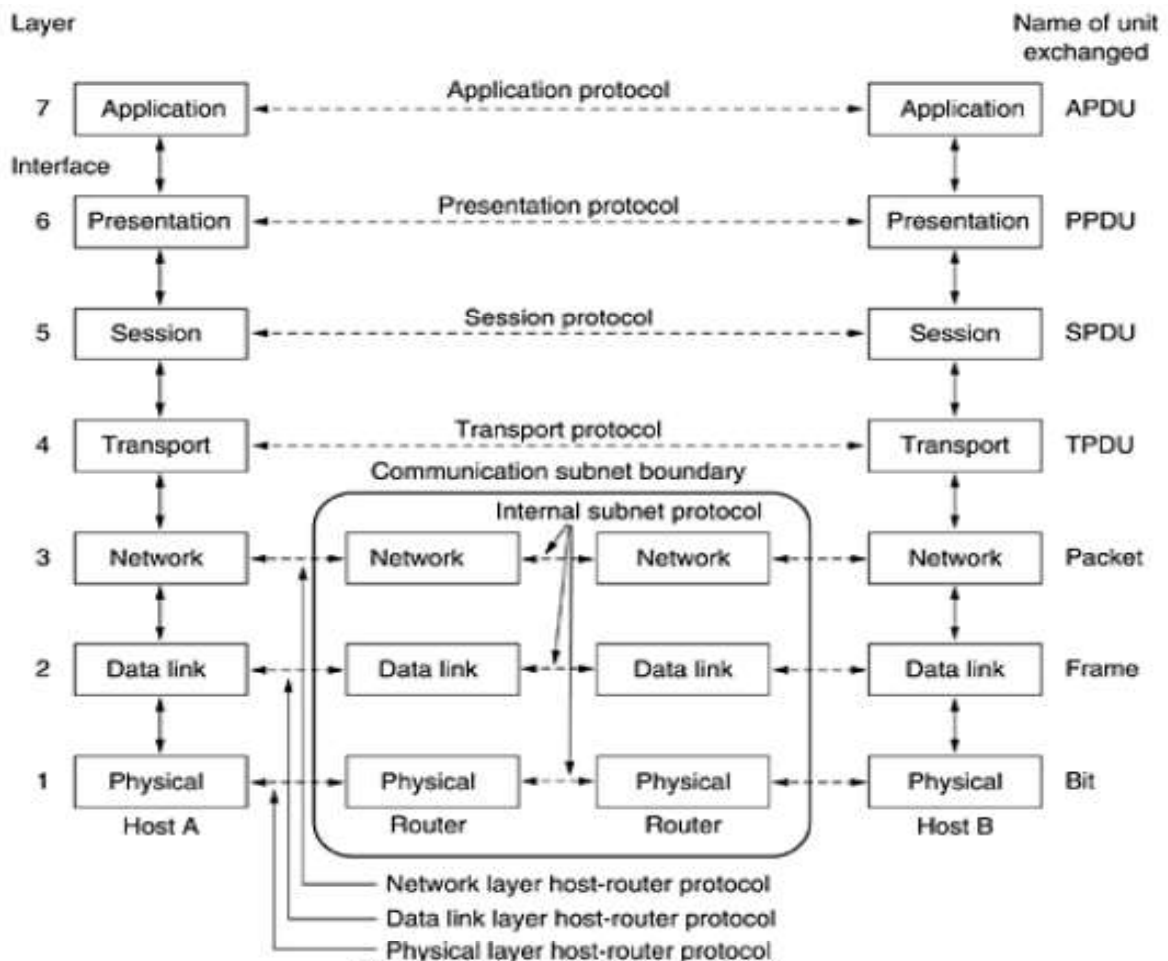 Layer
Name of unit
exchanged
7 Application Application protocol Application APDU
Interface
6 Presentation Presentation protocol Presentation PPDU
5 Session Session protocol Session SPDU
4 Transport Transport protocol Transport TPDU
Communication subnet boundary
Internal subnet protocol
3 Network Network Network Network Packet
2 Data link Data link Data link Data link Frame
1 Physical Physical Physical Physical Bit
Host A Router Router Host B
Network layer host-router protocol
Data link layer host-router protocol
Physical layer host-router protocol